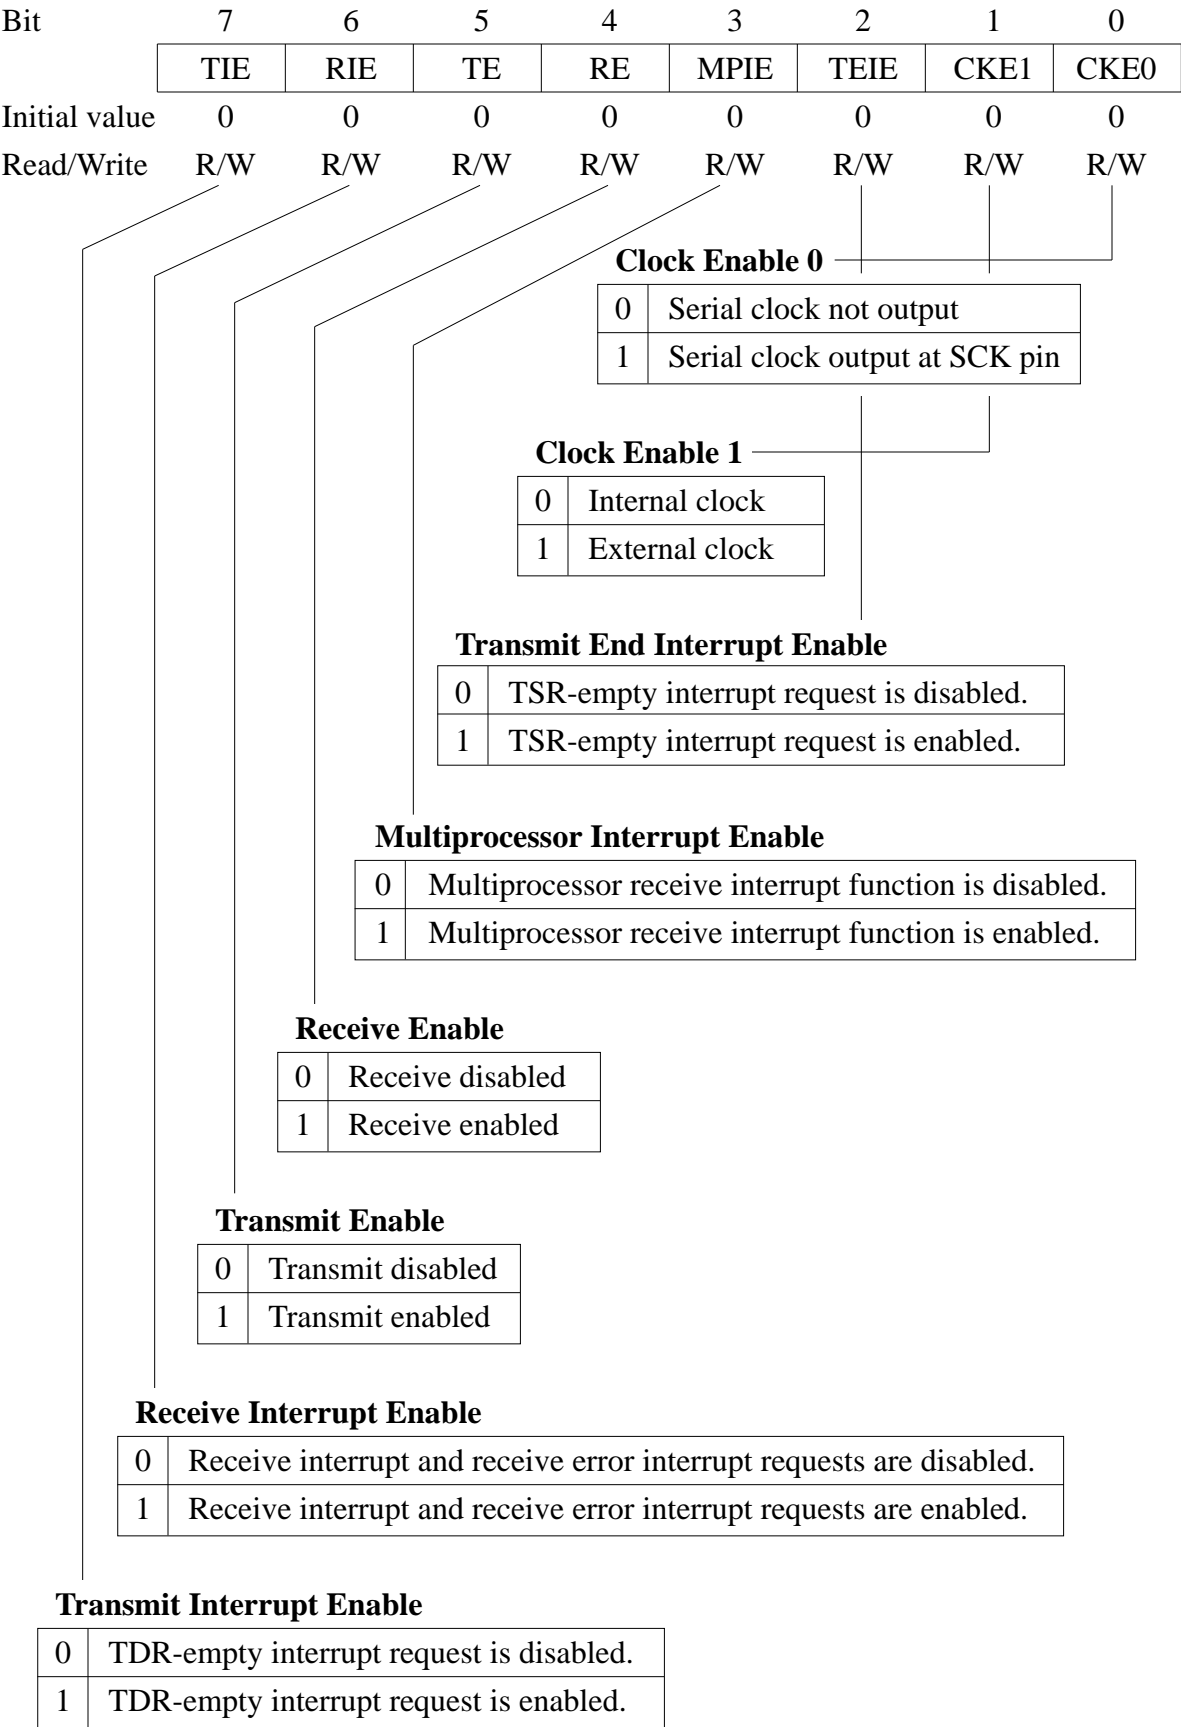 Bit 7 6 5 4 3 2 1 0
TIE RIE TE RE MPIE TEIE CKE1 CKE0
Initial value 0 0 0 0 0 0 0 0
Read/Write R/W R/W R/W R/W R/W R/W R/W R/W
Clock Enable 0
0 Serial clock not output
1 Serial clock output at SCK pin
Clock Enable 1
0 Internal clock
1 External clock
Transmit End Interrupt Enable
0 TSR-empty interrupt request is disabled.
1 TSR-empty interrupt request is enabled.
Multiprocessor Interrupt Enable
0 Multiprocessor receive interrupt function is disabled.
1 Multiprocessor receive interrupt function is enabled.
Receive Enable
0 Receive disabled
1 Receive enabled
Transmit Enable
0 Transmit disabled
1 Transmit enabled
Receive Interrupt Enable
0 Receive interrupt and receive error interrupt requests are disabled.
1 Receive interrupt and receive error interrupt requests are enabled.
Transmit Interrupt Enable
0 TDR-empty interrupt request is disabled.
1 TDR-empty interrupt request is enabled.